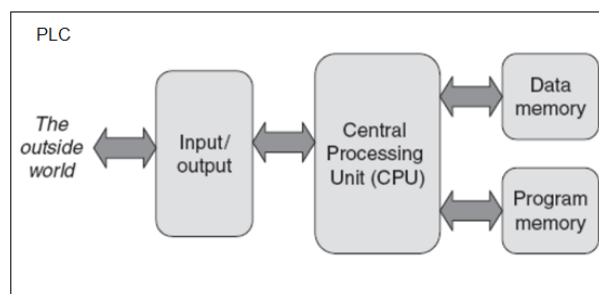 PLC
The
outside
world
Input/
output
Central
Processing
Unit (CPU)
Data
memory
Program
memory